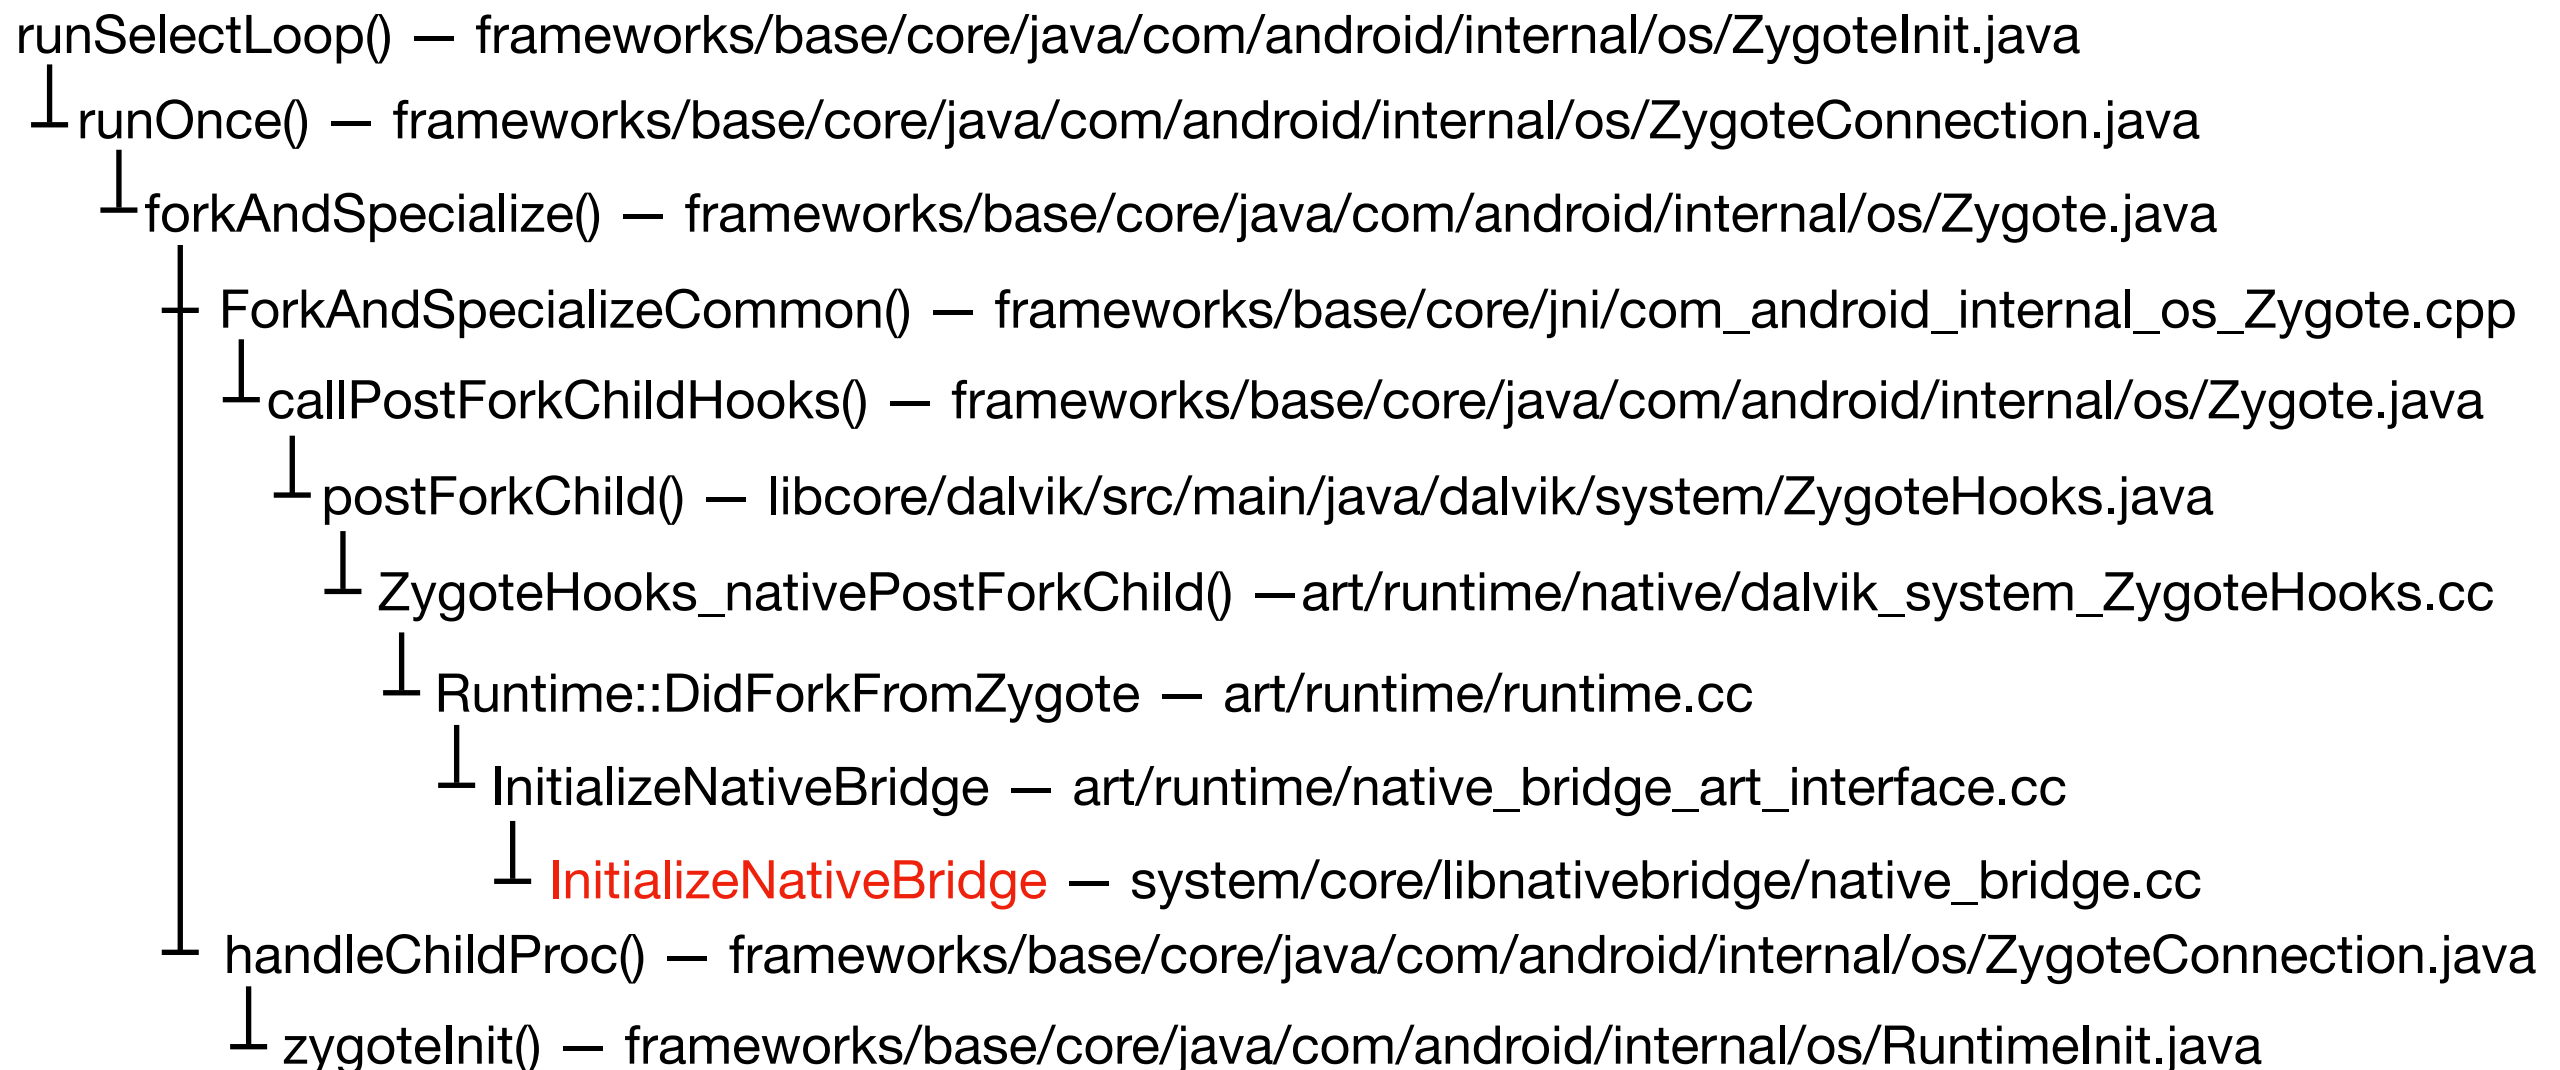 runSelectLoop() — frameworks/base/core/java/com/android/internal/os/ZygoteInit.java
runOnce() — frameworks/base/core/java/com/android/internal/os/ZygoteConnection.java
forkAndSpecialize() — frameworks/base/core/java/com/android/internal/os/Zygote.java
ForkAndSpecializeCommon() — frameworks/base/core/jni/com_android_internal_os_Zygote.cpp
callPostForkChildHooks() — frameworks/base/core/java/com/android/internal/os/Zygote.java
postForkChild() — libcore/dalvik/src/main/java/dalvik/system/ZygoteHooks.java
ZygoteHooks_nativePostForkChild() —art/runtime/native/dalvik_system_ZygoteHooks.cc
Runtime::DidForkFromZygote — art/runtime/runtime.cc
InitializeNativeBridge — art/runtime/native_bridge_art_interface.cc
InitializeNativeBridge — system/core/libnativebridge/native_bridge.cc
handleChildProc() — frameworks/base/core/java/com/android/internal/os/ZygoteConnection.java
zygoteInit() — frameworks/base/core/java/com/android/internal/os/RuntimeInit.java